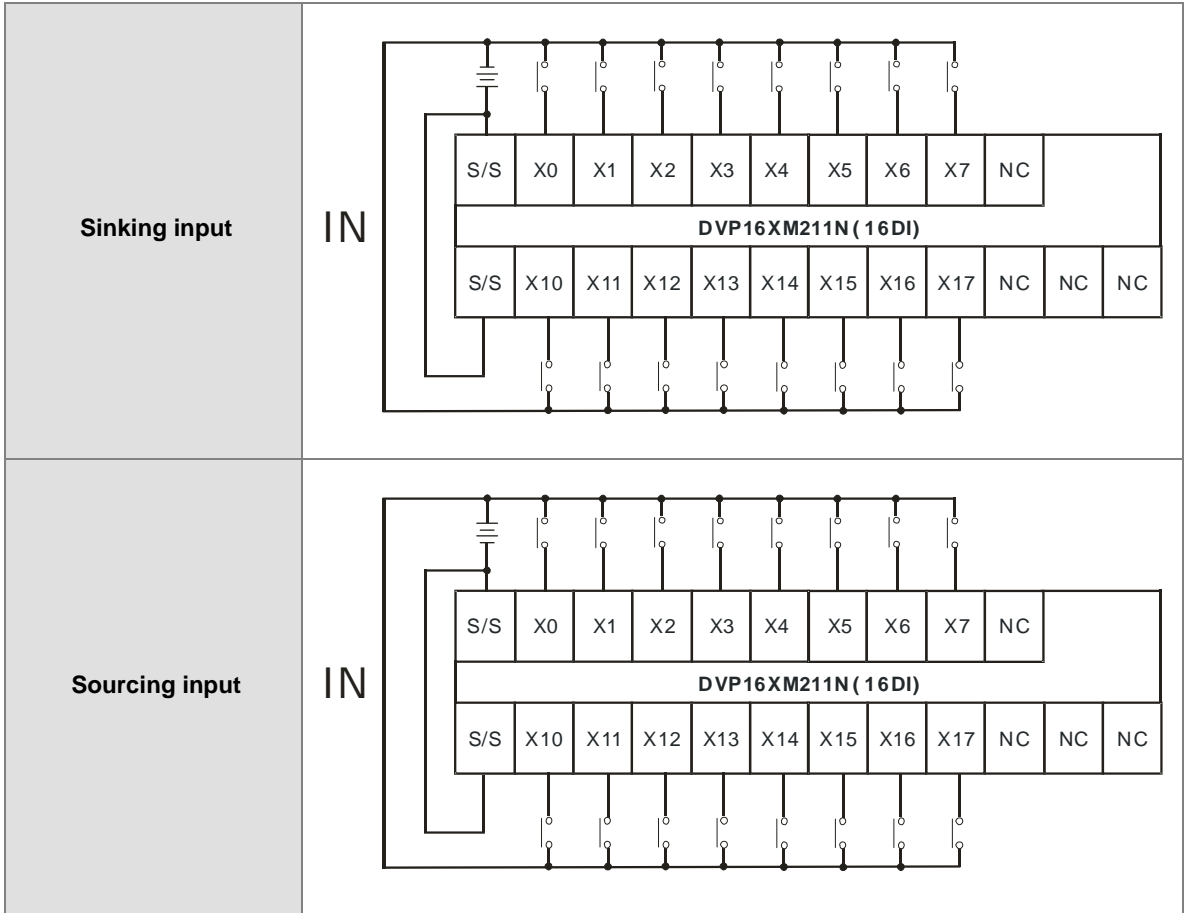 Sinking input
IN
S/S X0 X1 X2 X3 X4 X5 X6 X7 NC
DVP16XM211N (16DI)
S/S X10 X11 X12 X13 X14 X15 X16 X17 NC NC NC
Sourcing input
IN
S/S X0 X1 X2 X3 X4 X5 X6 X7 NC
DVP16XM211N (16DI)
S/S X10 X11 X12 X13 X14 X15 X16 X17 NC NC NC